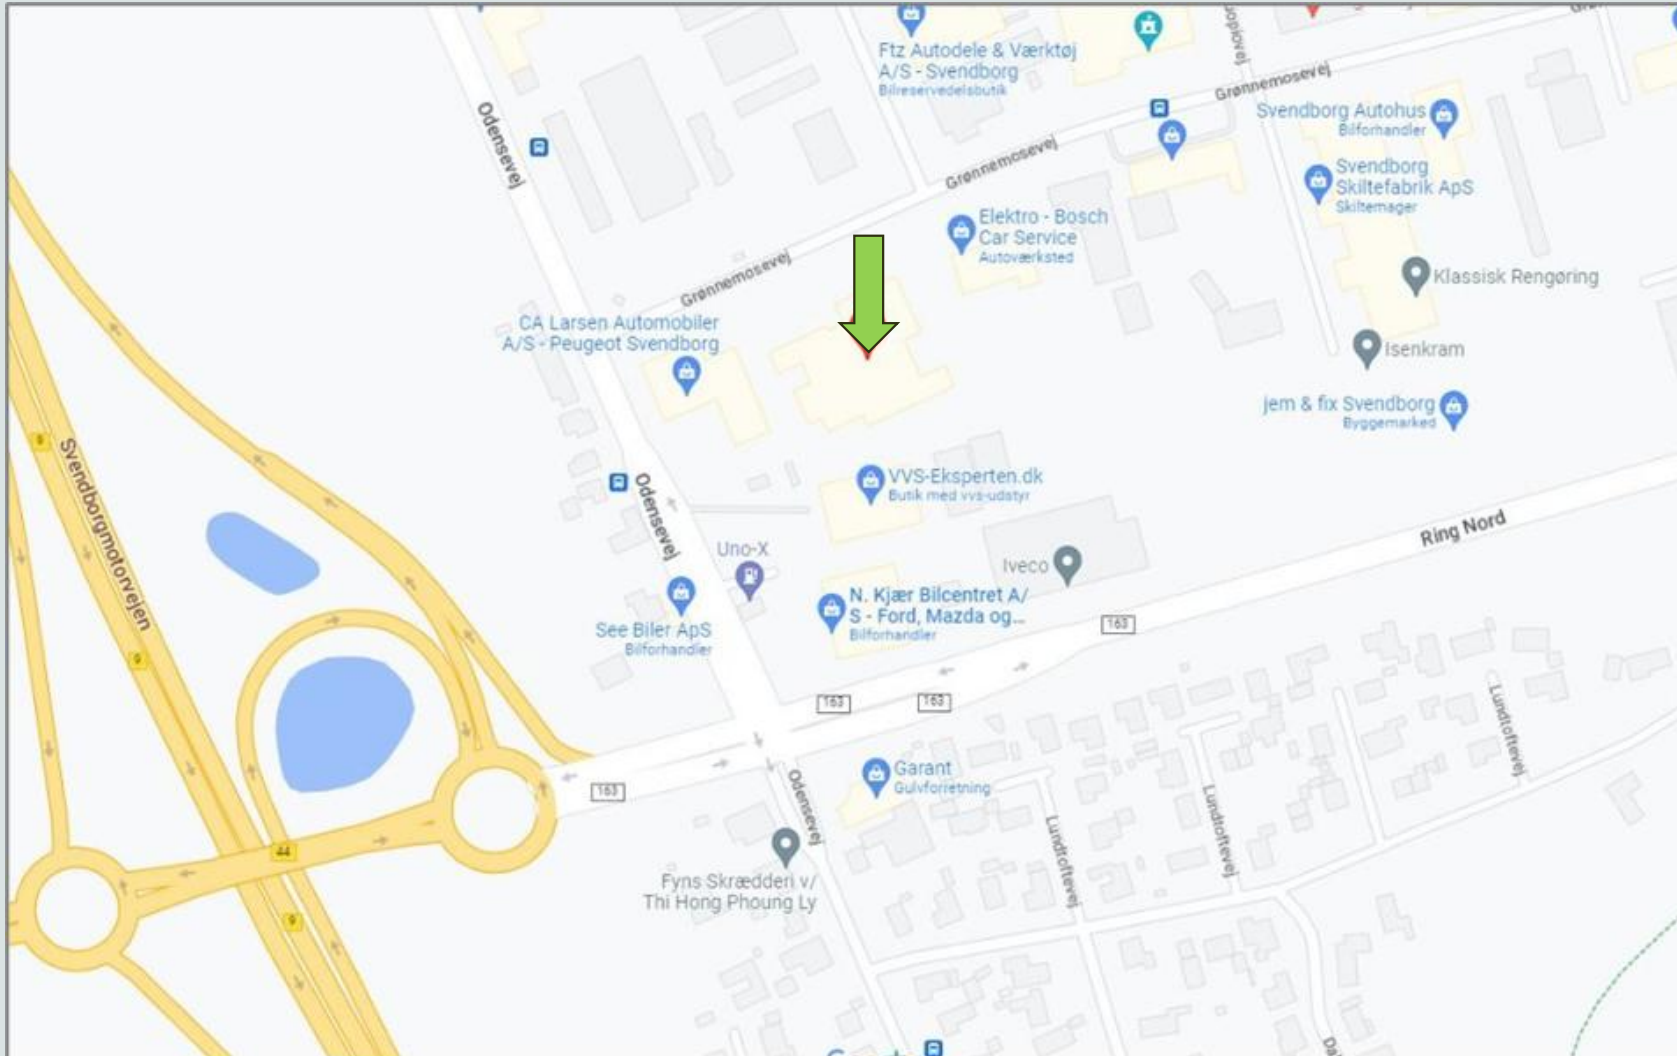 Ftz Autodele & Værktøj
A/S - Svendborg
Bilreservedelsbutik
Grønnemosevej
Svendborg Autohus
Bilforhandler
Odensevej
Grønnemosevej
Svendborg
Skiltefabrik ApS
Skiltemager
Elektro - Bosch
Car Service
Autoværksted
Grønnemosevej
Klassisk Rengøring
CA Larsen Automobiler
A/S - Peugeot Svendborg
Isenkram
jem & fix Svendborg
Byggemarked
9
Svendborgmotorvejen
VVS-Eksperten.dk
Butik med vvs-udstyr
Odensevej
Ring Nord
Uno-X
Iveco
N. Kjær Bilcentret A/
S - Ford, Mazda og...
Bilforhandler
See Biler ApS
Bilforhandler
163
9
163
163
Lundtoftevej
Garant
Gulvforretning
163
Odensevej
Lundtoftevej
Lundtoftevej
44
Fyns Skrædderi v/
Thi Hong Phoung Ly
9